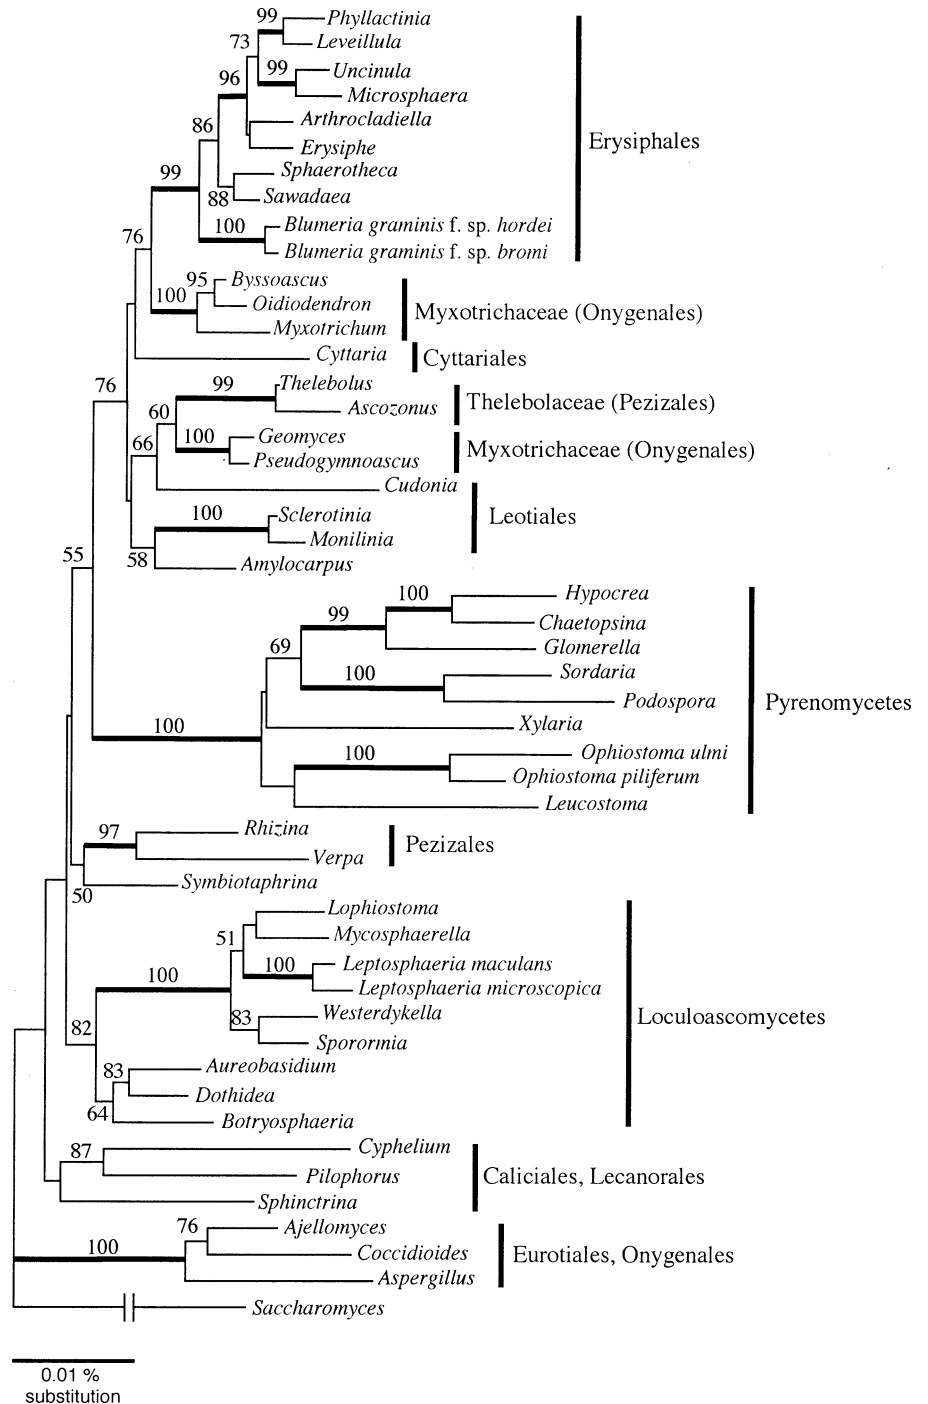 99
Phyllactinia
Leveillula
73
99
Uncinula
Microsphaera
96
Arthrocladiella
Erysiphe
86
Sphaerotheca
88
Sawadaea
99
100
Blumeria graminis f. sp. hordei
Blumeria graminis f. sp. bromi
Erysiphales
76
95
Byssoascus
100
Oidiodendron
Myxotrichum
Myxotrichaceae (Onygenales)
Cyttaria
Cyttariales
76
99
Thelebolus
Ascozonus
Thelebolaceae (Pezizales)
60
100
Geomyces
Pseudogymnoascus
Myxotrichaceae (Onygenales)
66
Cudonia
100
Sclerotinia
Monilinia
58
Amylocarpus
Leotiales
55
100
Hypocrea
Chaetopsina
99
Glomerella
69
100
Sordaria
Podospora
Xylaria
100
100
Ophiostoma ulmi
Ophiostoma piliferum
Leucostoma
Pyrenomycetes
97
Rhizina
Verpa
Pezizales
Symbiotaphrina
50
Lophiostoma
51
Mycosphaerella
100
100
Leptosphaeria maculans
Leptosphaeria microscopica
83
Westerdykella
Sporormia
82
83
Aureobasidium
Dothidea
64
Botryosphaeria
Loculoascomycetes
87
Cyphelium
Pilophorus
Sphinctrina
Caliciales, Lecanorales
76
Ajellomyces
100
Coccidioides
Aspergillus
Eurotiales, Onygenales
Saccharomyces
0.01 %
substitution